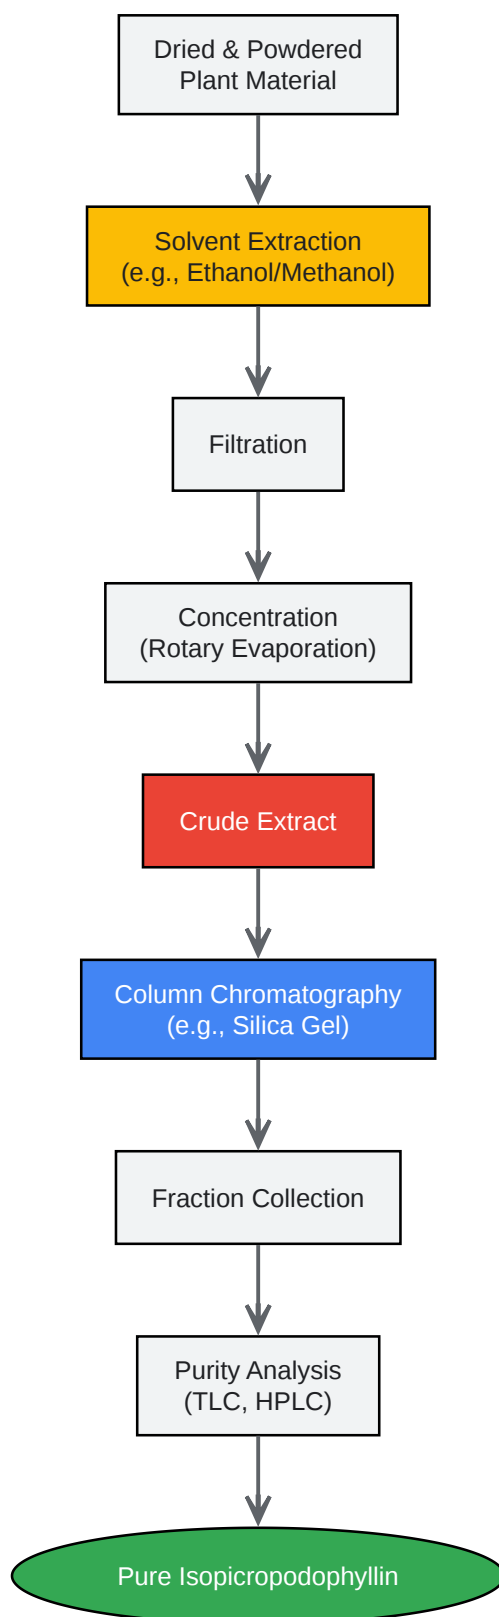 Dried & Powdered
Plant Material
Solvent Extraction
(e.g., Ethanol/Methanol)
Filtration
Concentration
(Rotary Evaporation)
Crude Extract
Column Chromatography
(e.g., Silica Gel)
Fraction Collection
Purity Analysis
(TLC, HPLC)
Pure Isopicropodophyllin